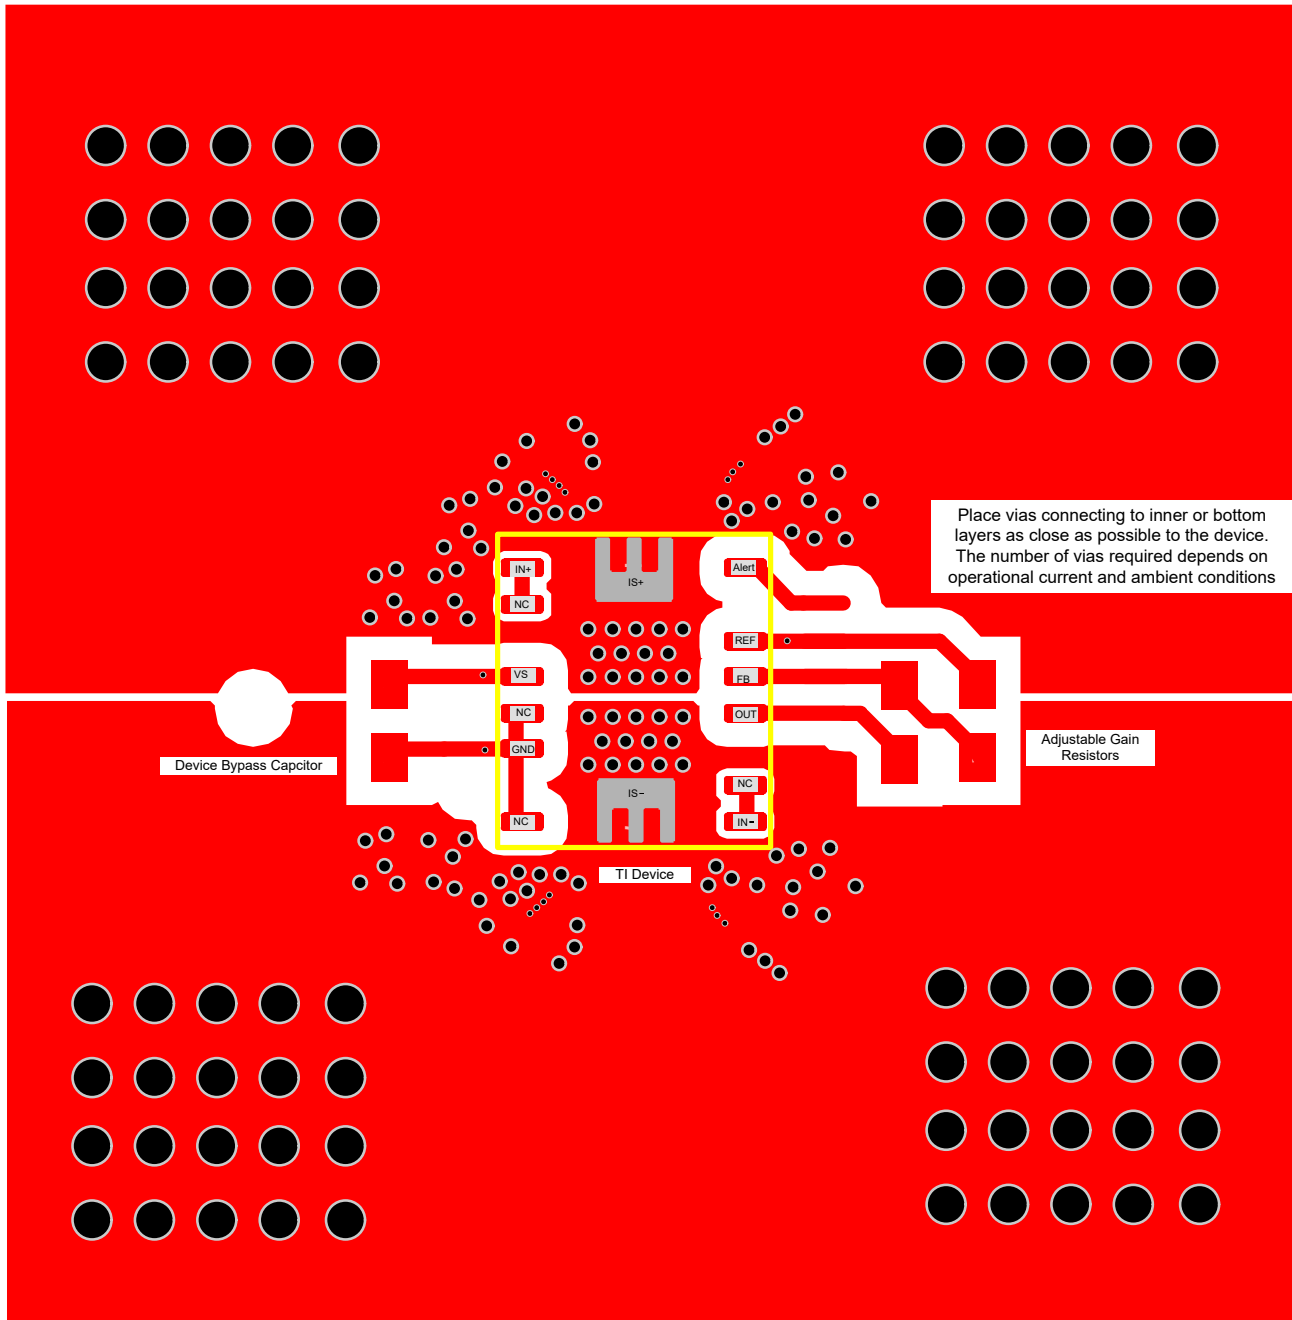 Place vias connecting to inner or bottom
layers as close as possible to the device.
The number of vias required depends on
operational current and ambient conditions
IN+
IS+
Alert
NC
REF
VS
FB
NC
OUT
GND
Adjustable Gain
Resistors
Device Bypass Capcitor
NC
IS−
NC
IN−
TI Device